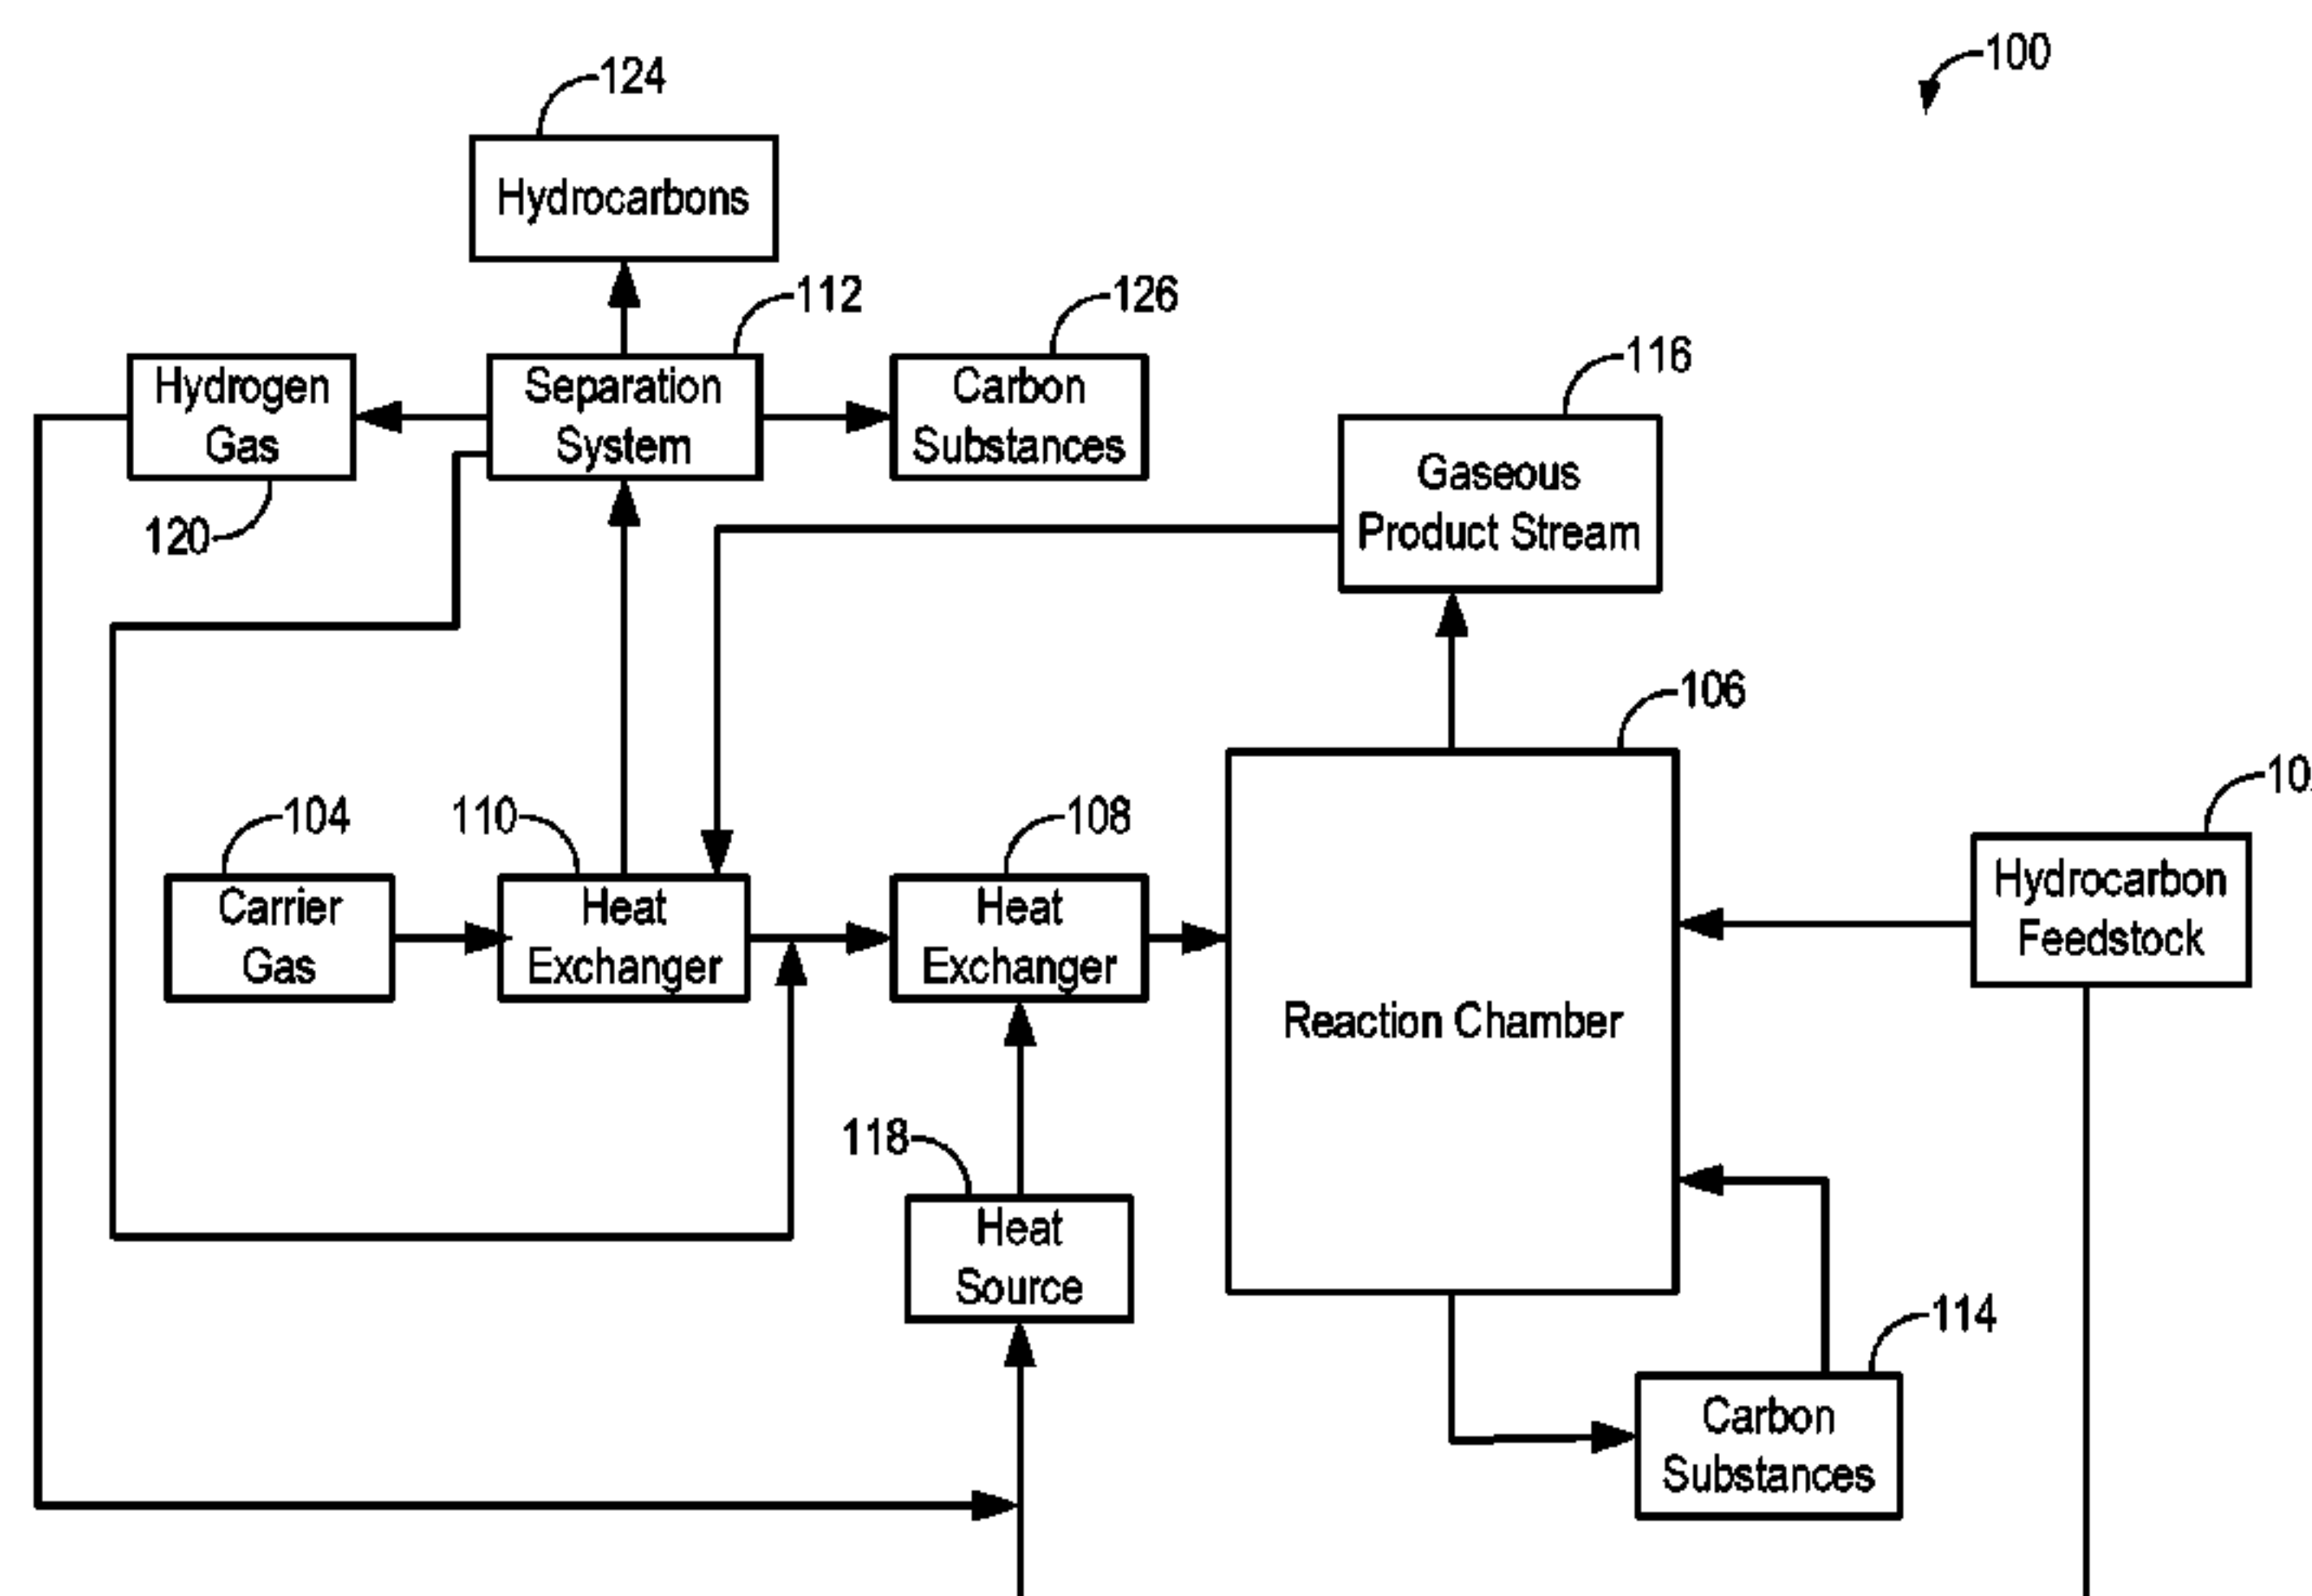 100
124
Hydrocarbons
112
126
Hydrogen
Gas
Separation
System
Carbon
Substances
116
Gaseous
Product Stream
120
106
104
110
108
Carrier
Gas
Heat
Exchanger
Heat
Exchanger
Reaction Chamber
Hydrocarbon
Feedstock
118
Heat
Source
114
Carbon
Substances